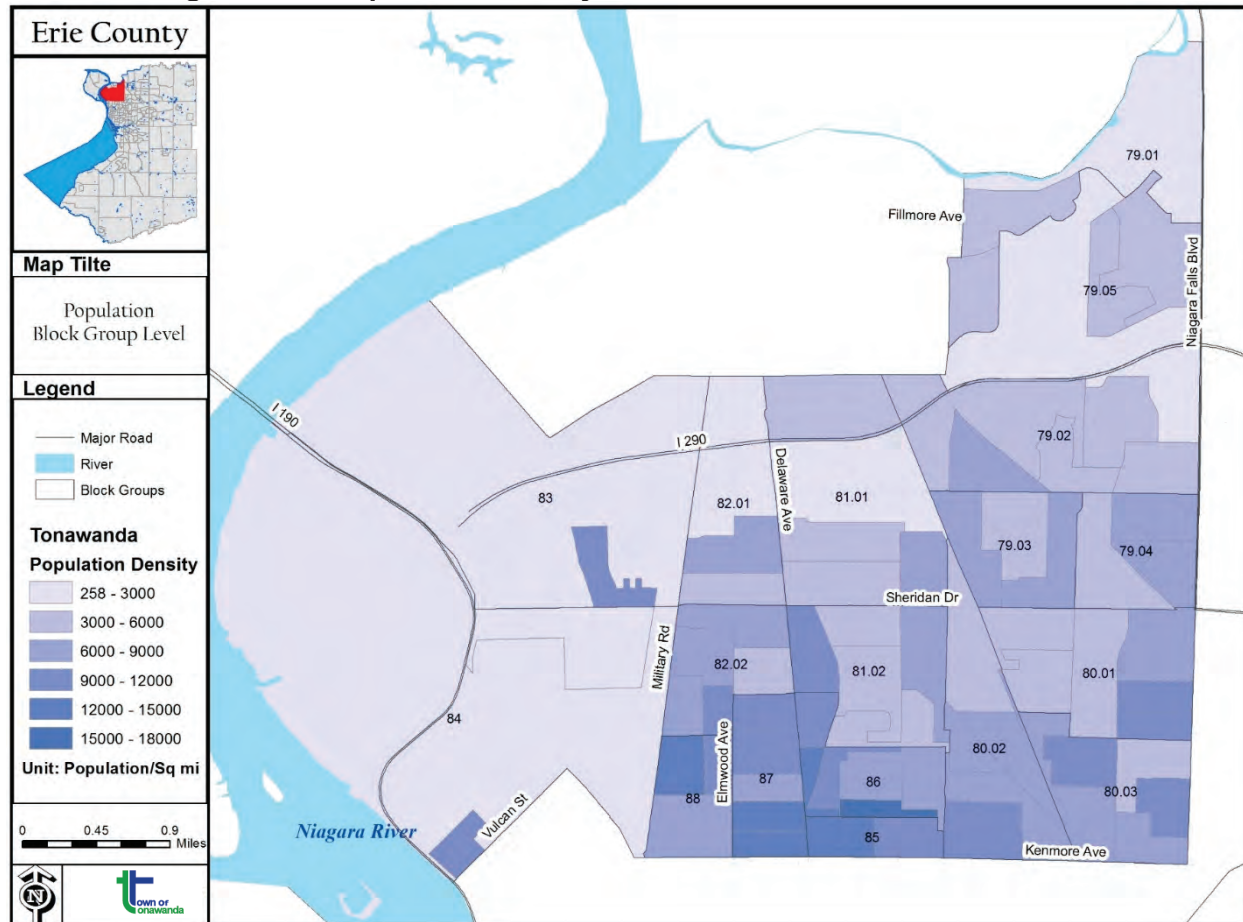 Erie County
Map Tilte
Population
Block Group Level
Legend
Major Road
River
Block Groups
Tonawanda
Population Density
258 - 3000
3000 - 6000
6000 - 9000
9000 - 12000
12000 - 15000
15000 - 18000
Unit: Population/Sq mi
0 0.45 0.9
Miles
N
town of
tonawanda
79.01
Fillmore Ave
79.05
Niagara Falls Blvd
I 190
I 290
79.02
Delaware Ave
83
82.01
81.01
79.03
79.04
Sheridan Dr
Military Rd
82.02
81.02
80.01
84
Elmwood Ave
80.02
87
86
88
80.03
Vulcan St
Niagara River
85
Kenmore Ave